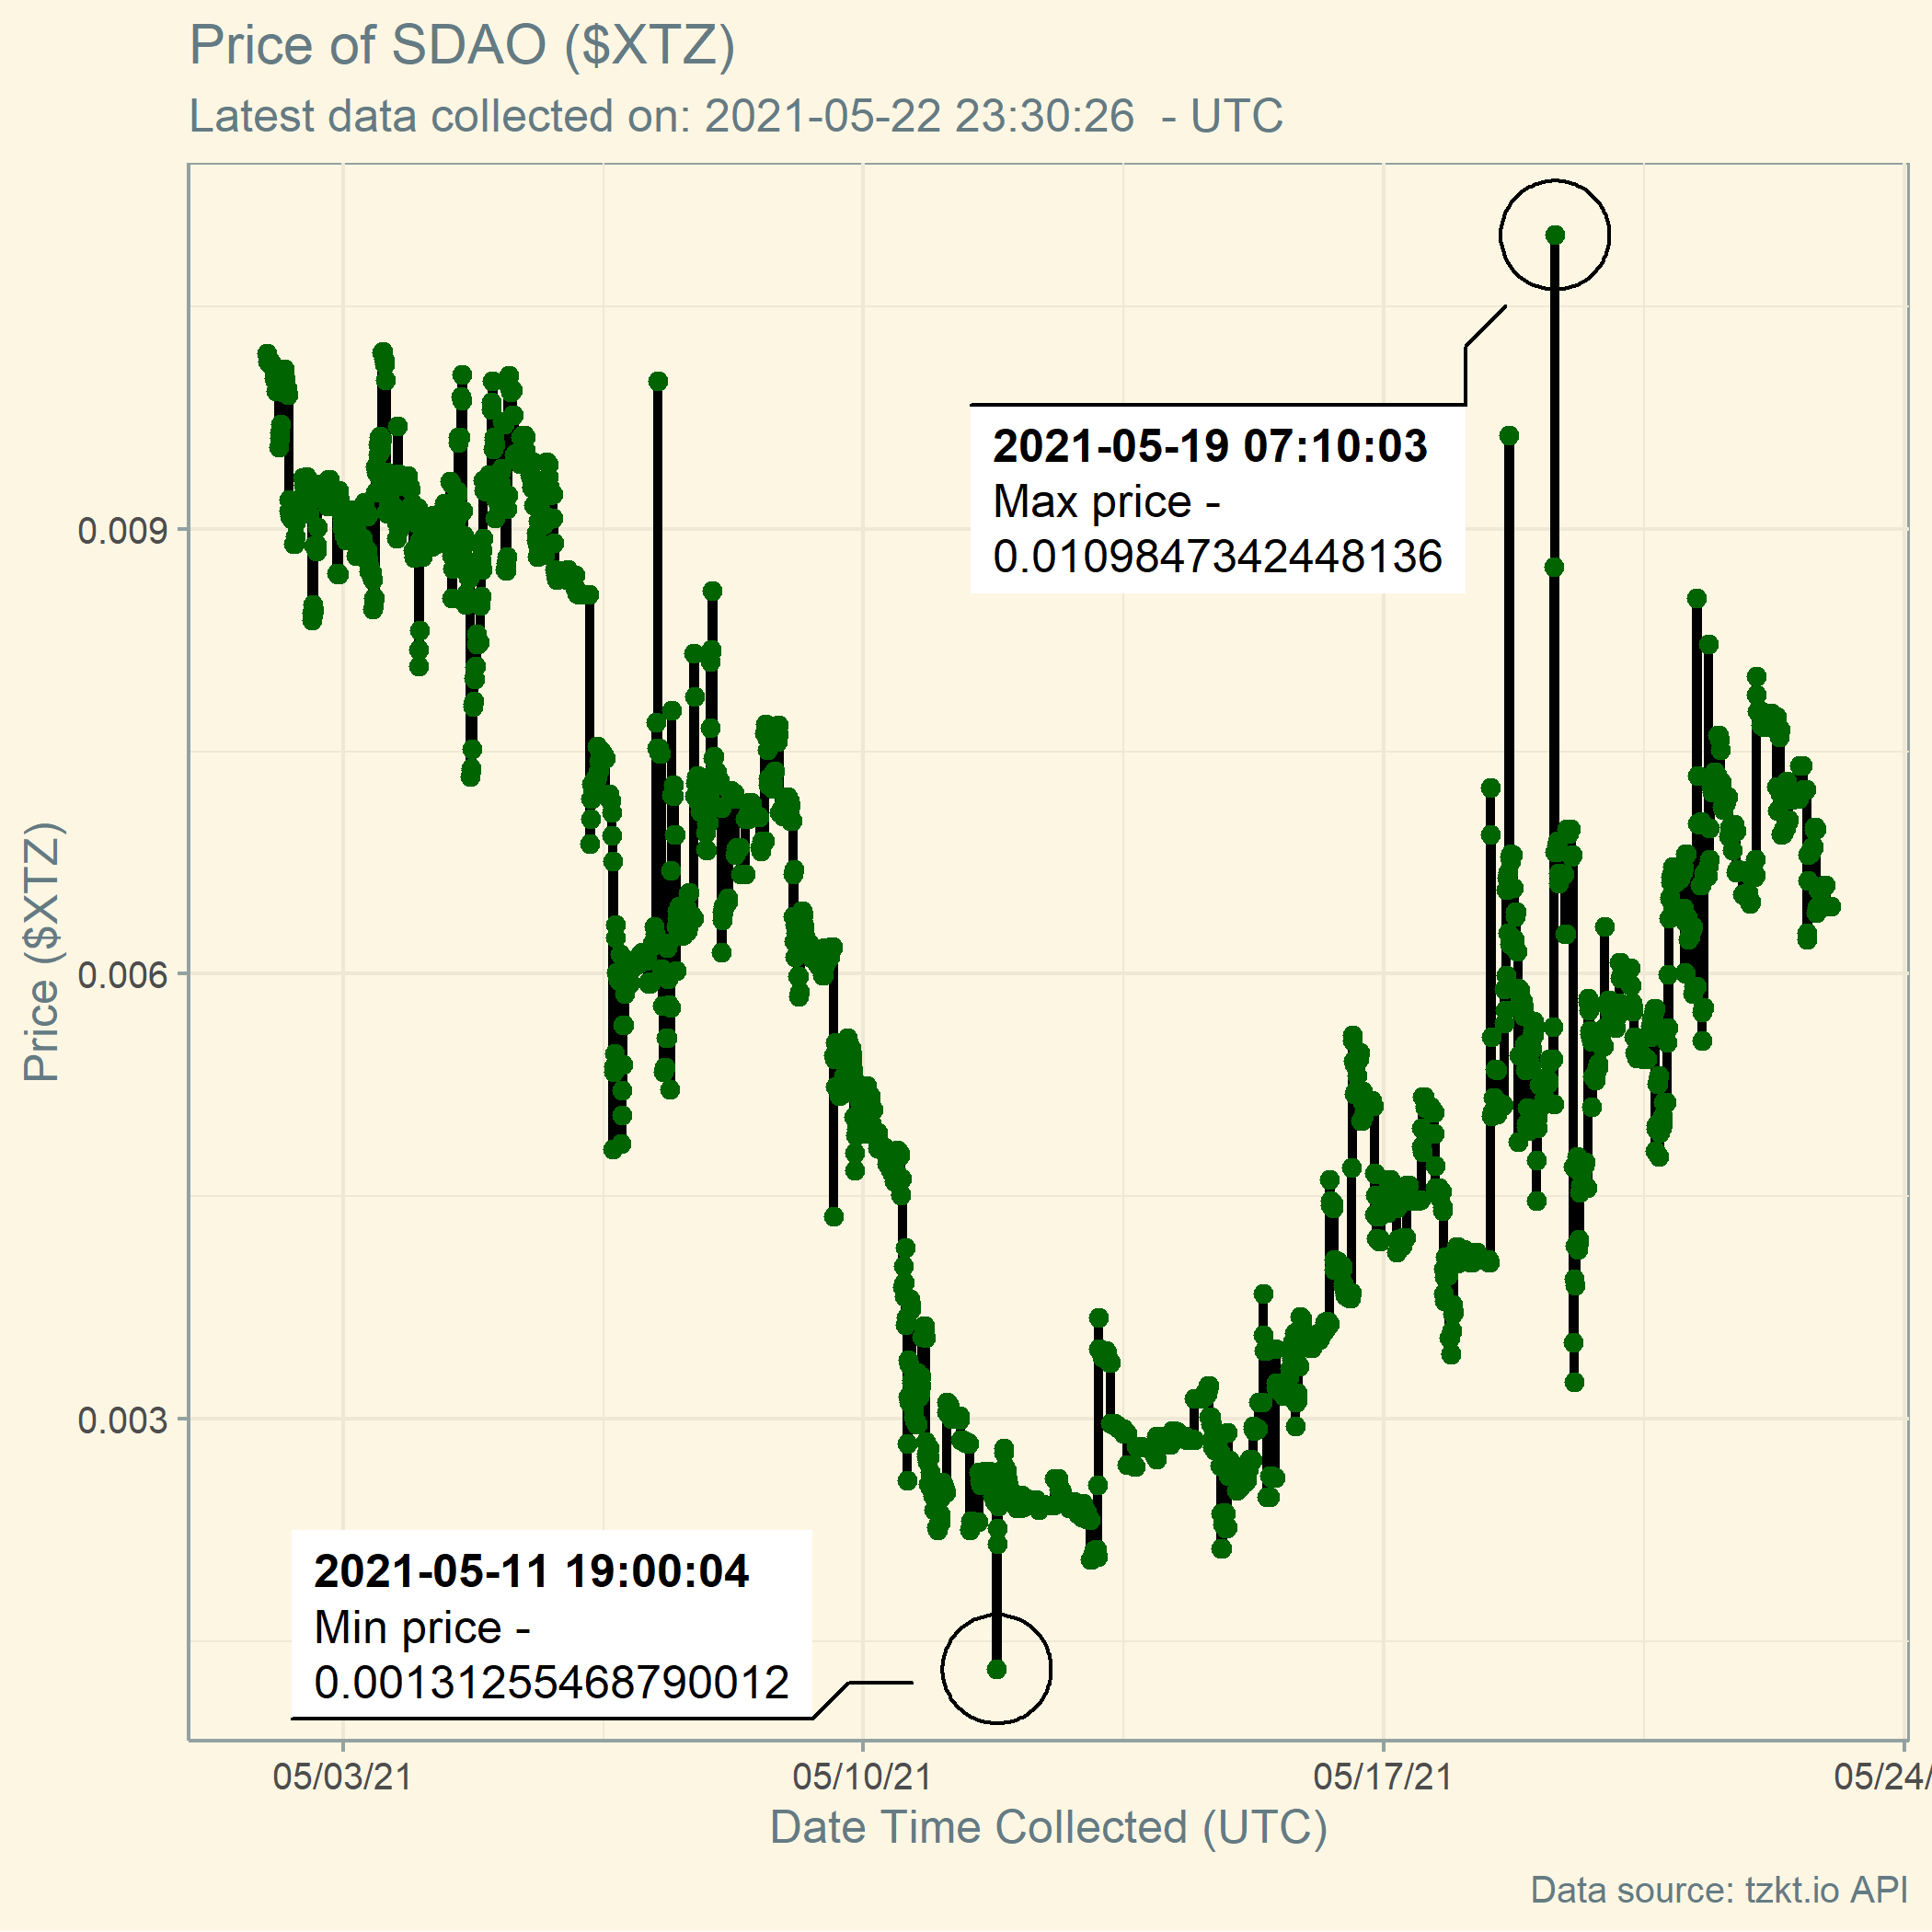 Price of SDAO ($XTZ)
Latest data collected on: 2021-05-22 23:30:26  - UTC
2021-05-19 07:10:03
Max price -
0.0109847342448136
0.009
0.006
0.003
Price ($XTZ)
2021-05-11 19:00:04
Min price -
0.00131255468790012
05/03/21
05/10/21
05/17/21
05/24/
Date Time Collected (UTC)
Data source: tzkt.io API